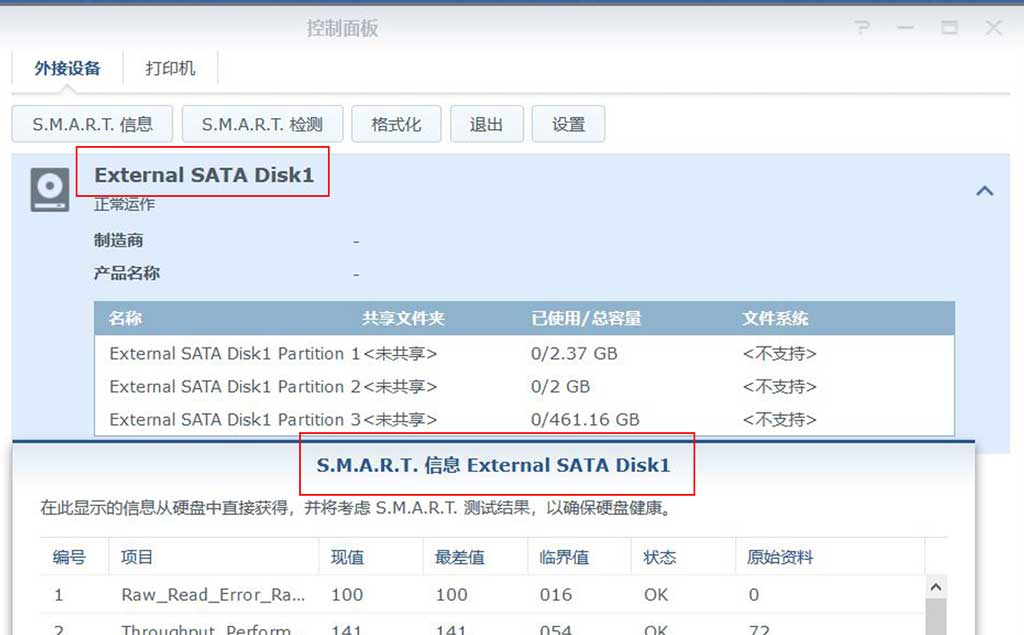 控制面板
外接设备 打印机
S.M.A.R.T. 信息 S.M.A.R.T. 检测 格式化 退出 设置
External SATA Disk1
正常运作
制造商 -
产品名称 -
名称 共享文件夹 已使用/总容量 文件系统
External SATA Disk1 Partition 1 <未共享> 0/2.37 GB <不支持>
External SATA Disk1 Partition 2 <未共享> 0/2 GB <不支持>
External SATA Disk1 Partition 3 <未共享> 0/461.16 GB <不支持>
S.M.A.R.T. 信息 External SATA Disk1
在此显示的信息从硬盘中直接获得，并将考虑 S.M.A.R.T. 测试结果，以确保硬盘健康。
编号 项目 现值 最差值 临界值 状态 原始资料
1 Raw_Read_Error_Ra... 100 100 016 OK 0
2 Throughput_Perform... 141 141 054 OK 72